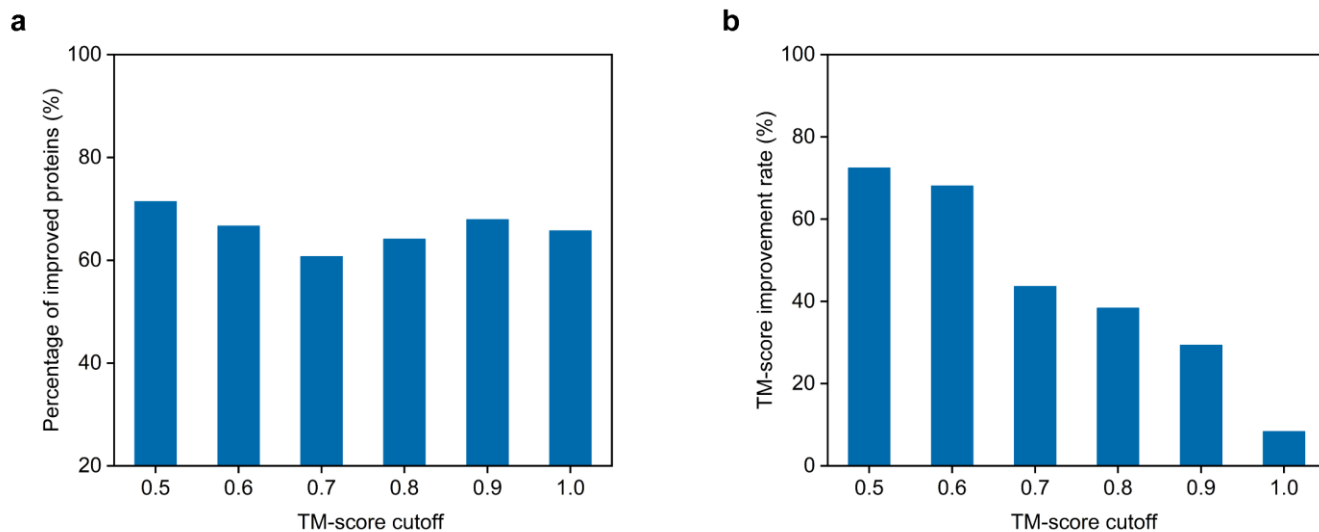 a
Percentage of improved proteins (%)
100
80
60
40
20
0.5 0.6 0.7 0.8 0.9 1.0
TM-score cutoff
b
TM-score improvement rate (%)
100
80
60
40
20
0
0.5 0.6 0.7 0.8 0.9 1.0
TM-score cutoff